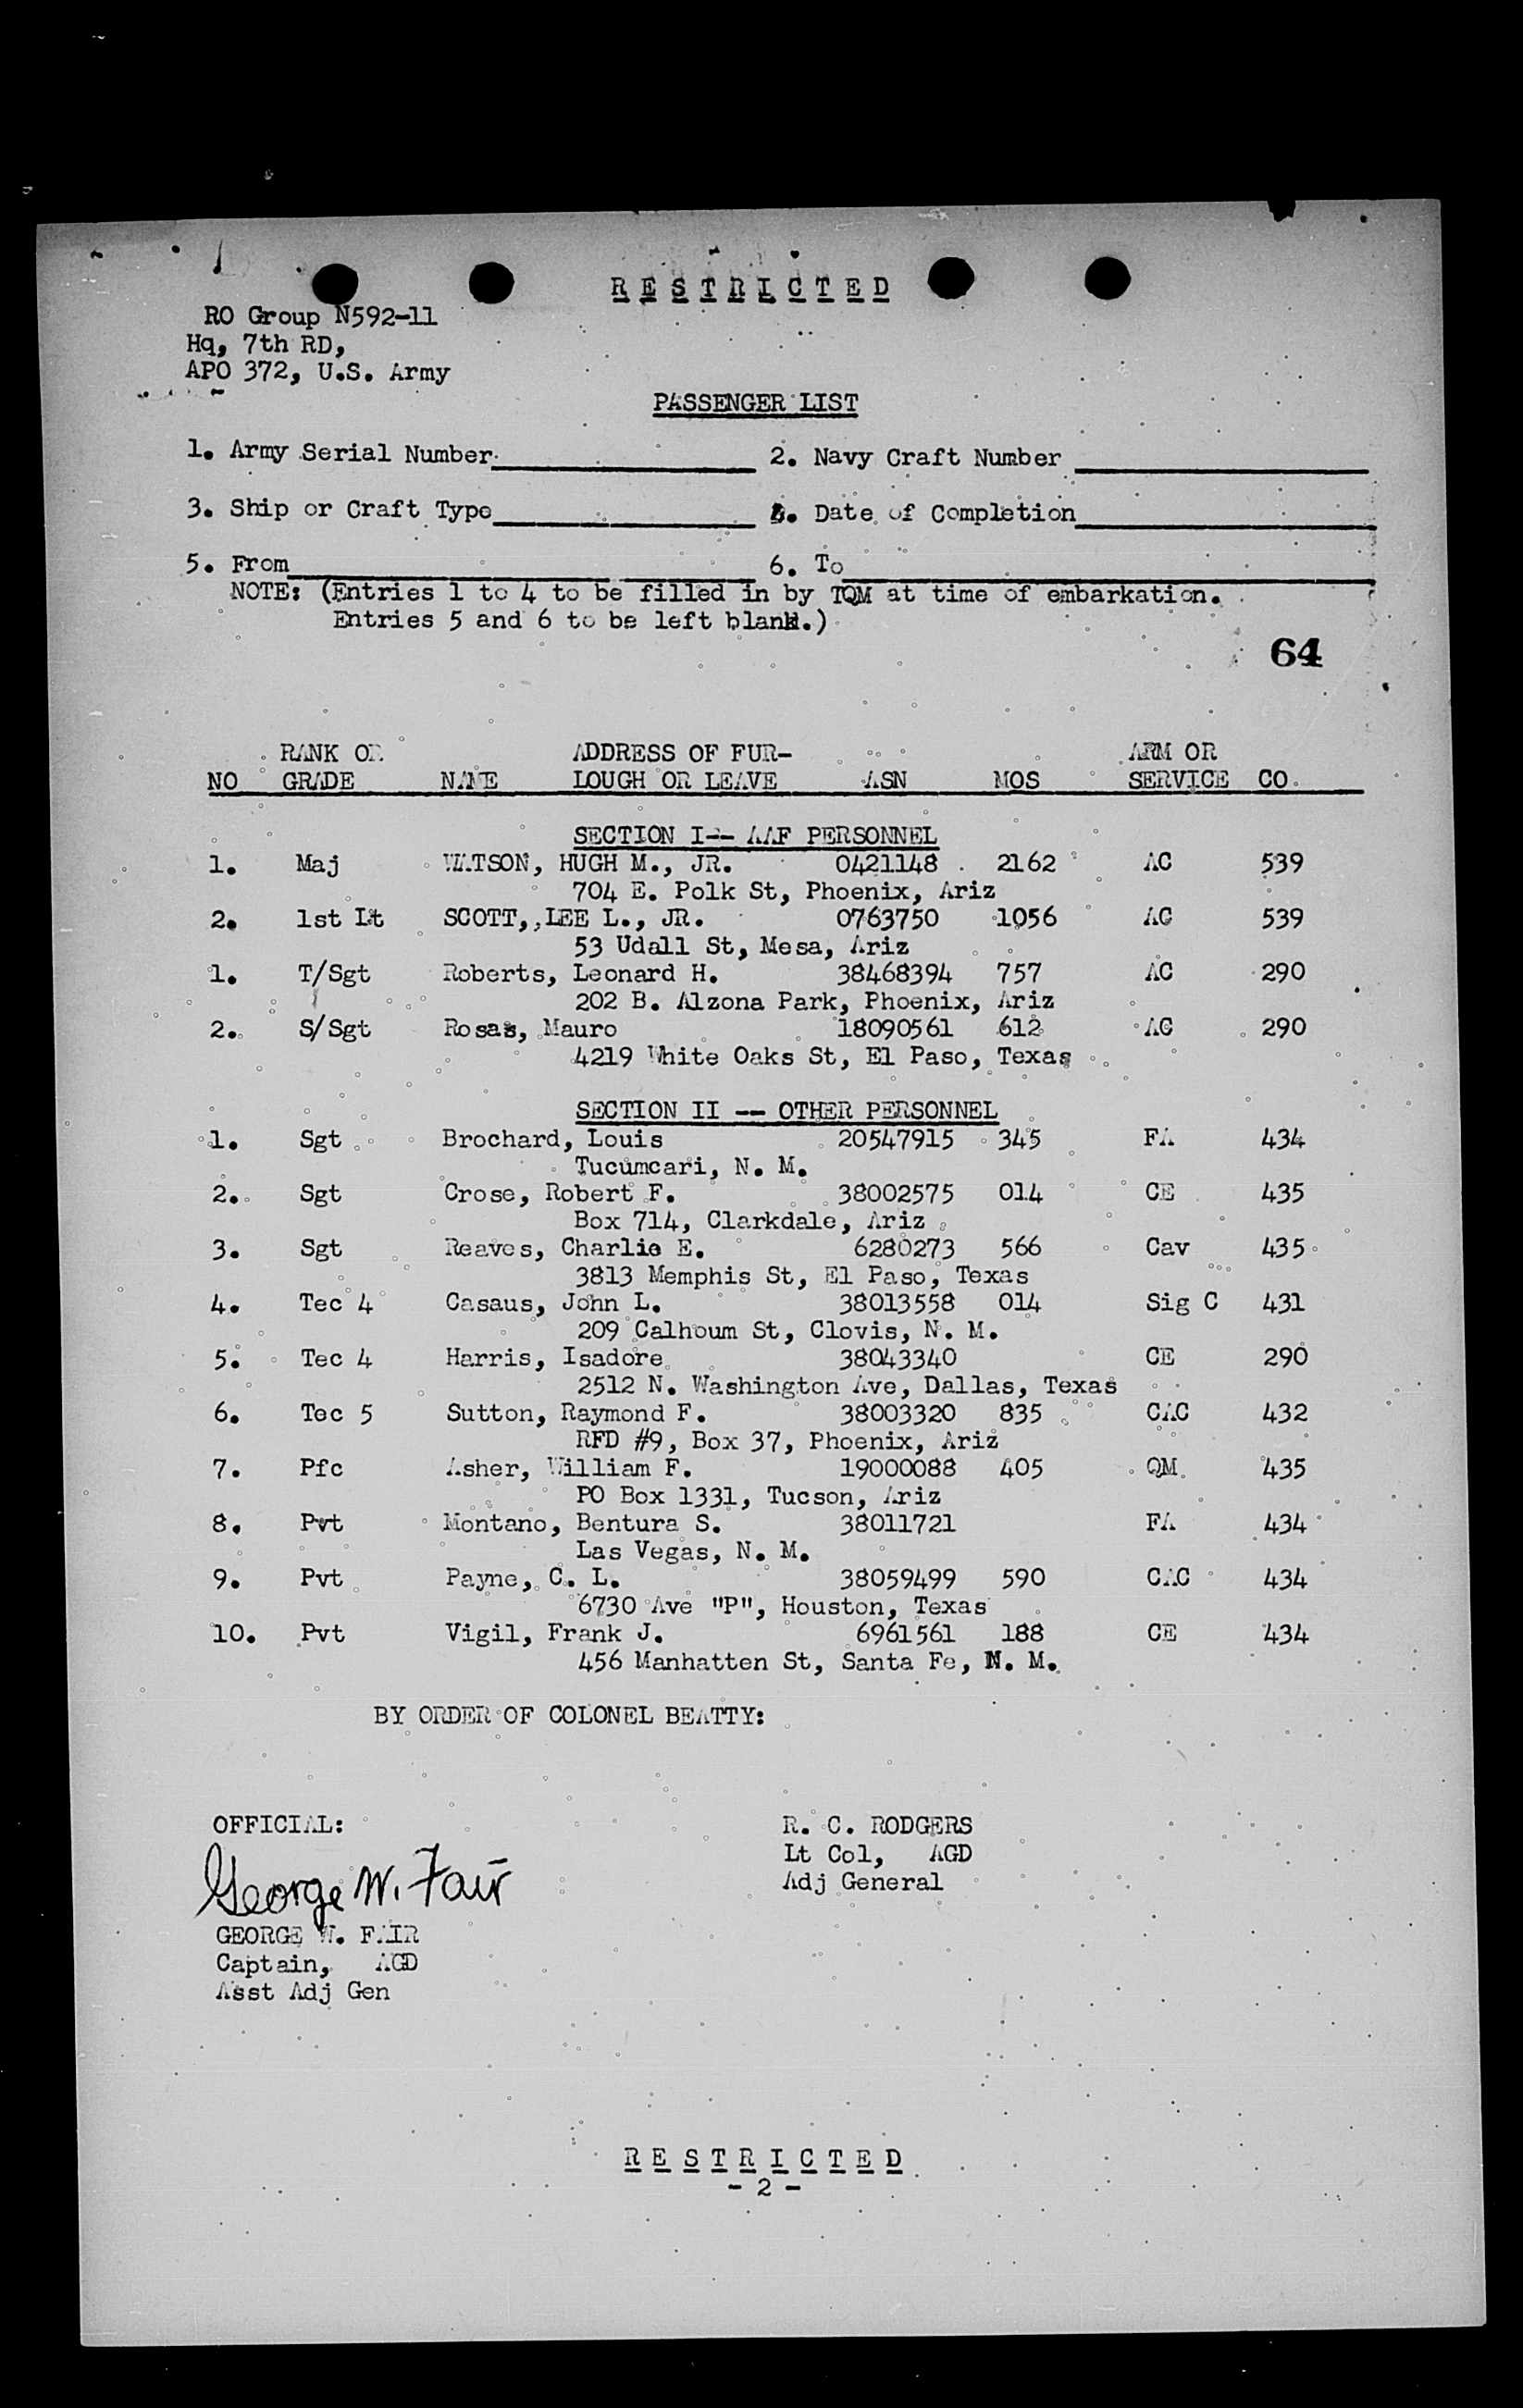 R E S T R I C T E D
RO Group N592-11
Hq, 7th RD,
APO 372, U.S. Army
PASSENGER LIST
1. Army Serial Number 2. Navy Craft Number
3. Ship or Craft Type 4. Date of Completion
5. From 6. To
NOTE: (Entries 1 to 4 to be filled in by TQM at time of embarkation.
Entries 5 and 6 to be left blank.)
64
RANK OR ADDRESS OF FUR- ARM OR
NO GRADE NAME LOUGH OR LEAVE ASN MOS SERVICE CO.
SECTION I-- AAF PERSONNEL
1. Maj WATSON, HUGH M., JR. 0421148 2162 AC 539
704 E. Polk St, Phoenix, Ariz
2. 1st Lt SCOTT, LEE L., JR. 0763750 1056 AC 539
53 Udall St, Mesa, Ariz
1. T/Sgt Roberts, Leonard H. 38468394 757 AC 290
202 B. Alzona Park, Phoenix, Ariz
2. S/Sgt Rosas, Mauro 18090561 612 AC 290
4219 White Oaks St, El Paso, Texas
SECTION II -- OTHER PERSONNEL
1. Sgt Brochard, Louis 20547915 345 FA 434
Tucumcari, N. M.
2. Sgt Crose, Robert F. 38002575 014 CE 435
Box 714, Clarkdale, Ariz
3. Sgt Reaves, Charlie E. 6280273 566 Cav 435
3813 Memphis St, El Paso, Texas
4. Tec 4 Casaus, John L. 38013558 014 Sig C 431
209 Calhoum St, Clovis, N. M.
5. Tec 4 Harris, Isadore 38043340 CE 290
2512 N. Washington Ave, Dallas, Texas
6. Tec 5 Sutton, Raymond F. 38003320 835 CAC 432
RFD #9, Box 37, Phoenix, Ariz
7. Pfc Asher, William F. 19000088 405 QM 435
PO Box 1331, Tucson, Ariz
8. Pvt Montano, Bentura S. 38011721 FA 434
Las Vegas, N. M.
9. Pvt Payne, C. L. 38059499 590 CAC 434
6730 Ave "P", Houston, Texas
10. Pvt Vigil, Frank J. 6961561 188 CE 434
456 Manhatten St, Santa Fe, N. M.
BY ORDER OF COLONEL BEATTY:
OFFICIAL: R. C. RODGERS
Lt Col, AGD
Adj General
George W. Fair
GEORGE W. FAIR
Captain, AGD
Asst Adj Gen
R E S T R I C T E D
- 2 -